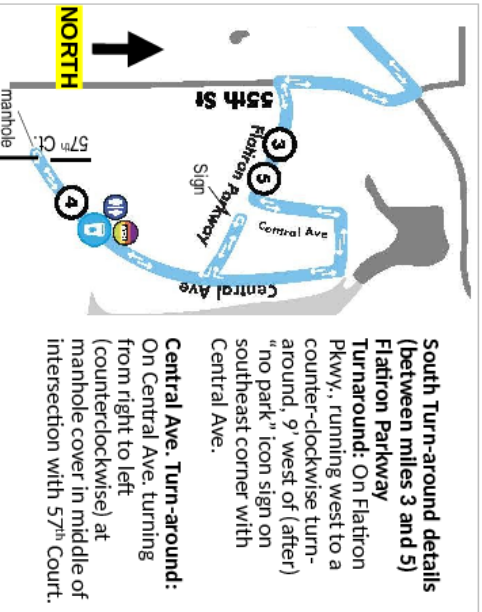 South Turn-around details
(between miles 3 and 5)
Flatiron Parkway
Turnaround: On Flatiron
Pkwy., running west to a
counter-clockwise turn-
around, 9’ west of (after)
“no park” icon sign on
southeast corner with
Central Ave.
Central Ave. Turn-around:
On Central Ave. turning
from right to left
(counterclockwise) at
manhole cover in middle of
intersection with 57th Court.
NORTH
55th St
3
5
Flatiron Parkway
Sign
Central Ave
Central Ave
57th Ct.
manhole
4